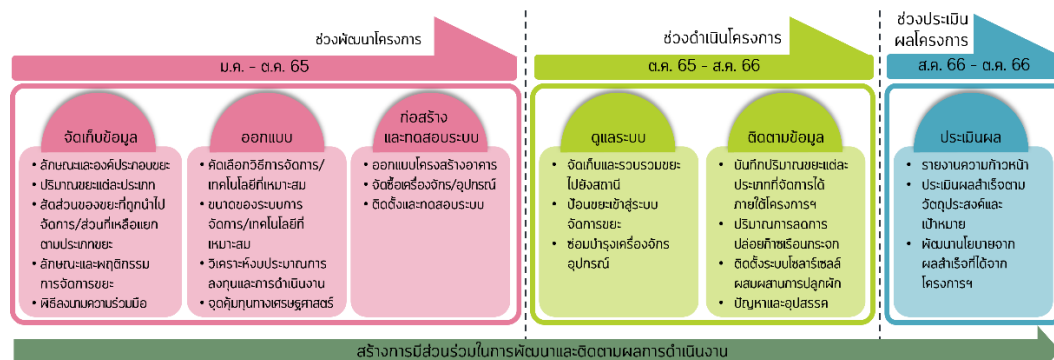 ช่วงพัฒนาโครงการ
ม.ค. - ต.ค. 65
จัดเก็บข้อมูล
• ลักษณะและองค์ประกอบขยะ
• ปริมาณขยะแต่ละประเภท
• สัดส่วนของขยะที่ถูกนำไป
จัดการ/ส่วนที่เหลือแยก
ตามประเภทขยะ
• ลักษณะและพฤติกรรม
การจัดการขยะ
• พิธีลงนามความร่วมมือ
ออกแบบ
• คัดเลือกวิธีการจัดการ/
เทคโนโลยีที่เหมาะสม
• ขนาดของระบบการ
จัดการ/เทคโนโลยีที่
เหมาะสม
• วิเคราะห์งบประมาณการ
ลงทุนและการดำเนินงาน
• จุดคุ้มทุนทางเศรษฐศาสตร์
ก่อสร้าง
และทดสอบระบบ
• ออกแบบโครงสร้างอาคาร
• จัดซื้อเครื่องจักร/อุปกรณ์
• ติดตั้งและทดสอบระบบ
ช่วงดำเนินโครงการ
ต.ค. 65 - ส.ค. 66
ดูแลระบบ
• จัดเก็บและรวบรวมขยะ
ไปยังสถานี
• ป้อนขยะเข้าสู่ระบบ
จัดการขยะ
• ซ่อมบำรุงเครื่องจักร
อุปกรณ์
ติดตามข้อมูล
• บันทึกปริมาณขยะแต่ละ
ประเภทที่จัดการได้
ภายใต้โครงการฯ
• ปริมาณการลดการ
ปล่อยก๊าซเรือนกระจก
• ติดตั้งระบบโซลาร์เซลล์
ผสมผสานการปลูกผัก
• ปัญหาและอุปสรรค
ช่วงประเมิน
ผลโครงการ
ส.ค. 66 - ต.ค. 66
ประเมินผล
• รายงานความก้าวหน้า
• ประเมินผลสำเร็จตาม
วัตถุประสงค์และ
เป้าหมาย
• พัฒนานโยบายจาก
ผลสำเร็จที่ได้จาก
โครงการฯ
สร้างการมีส่วนร่วมในการพัฒนาและติดตามผลการดำเนินงาน